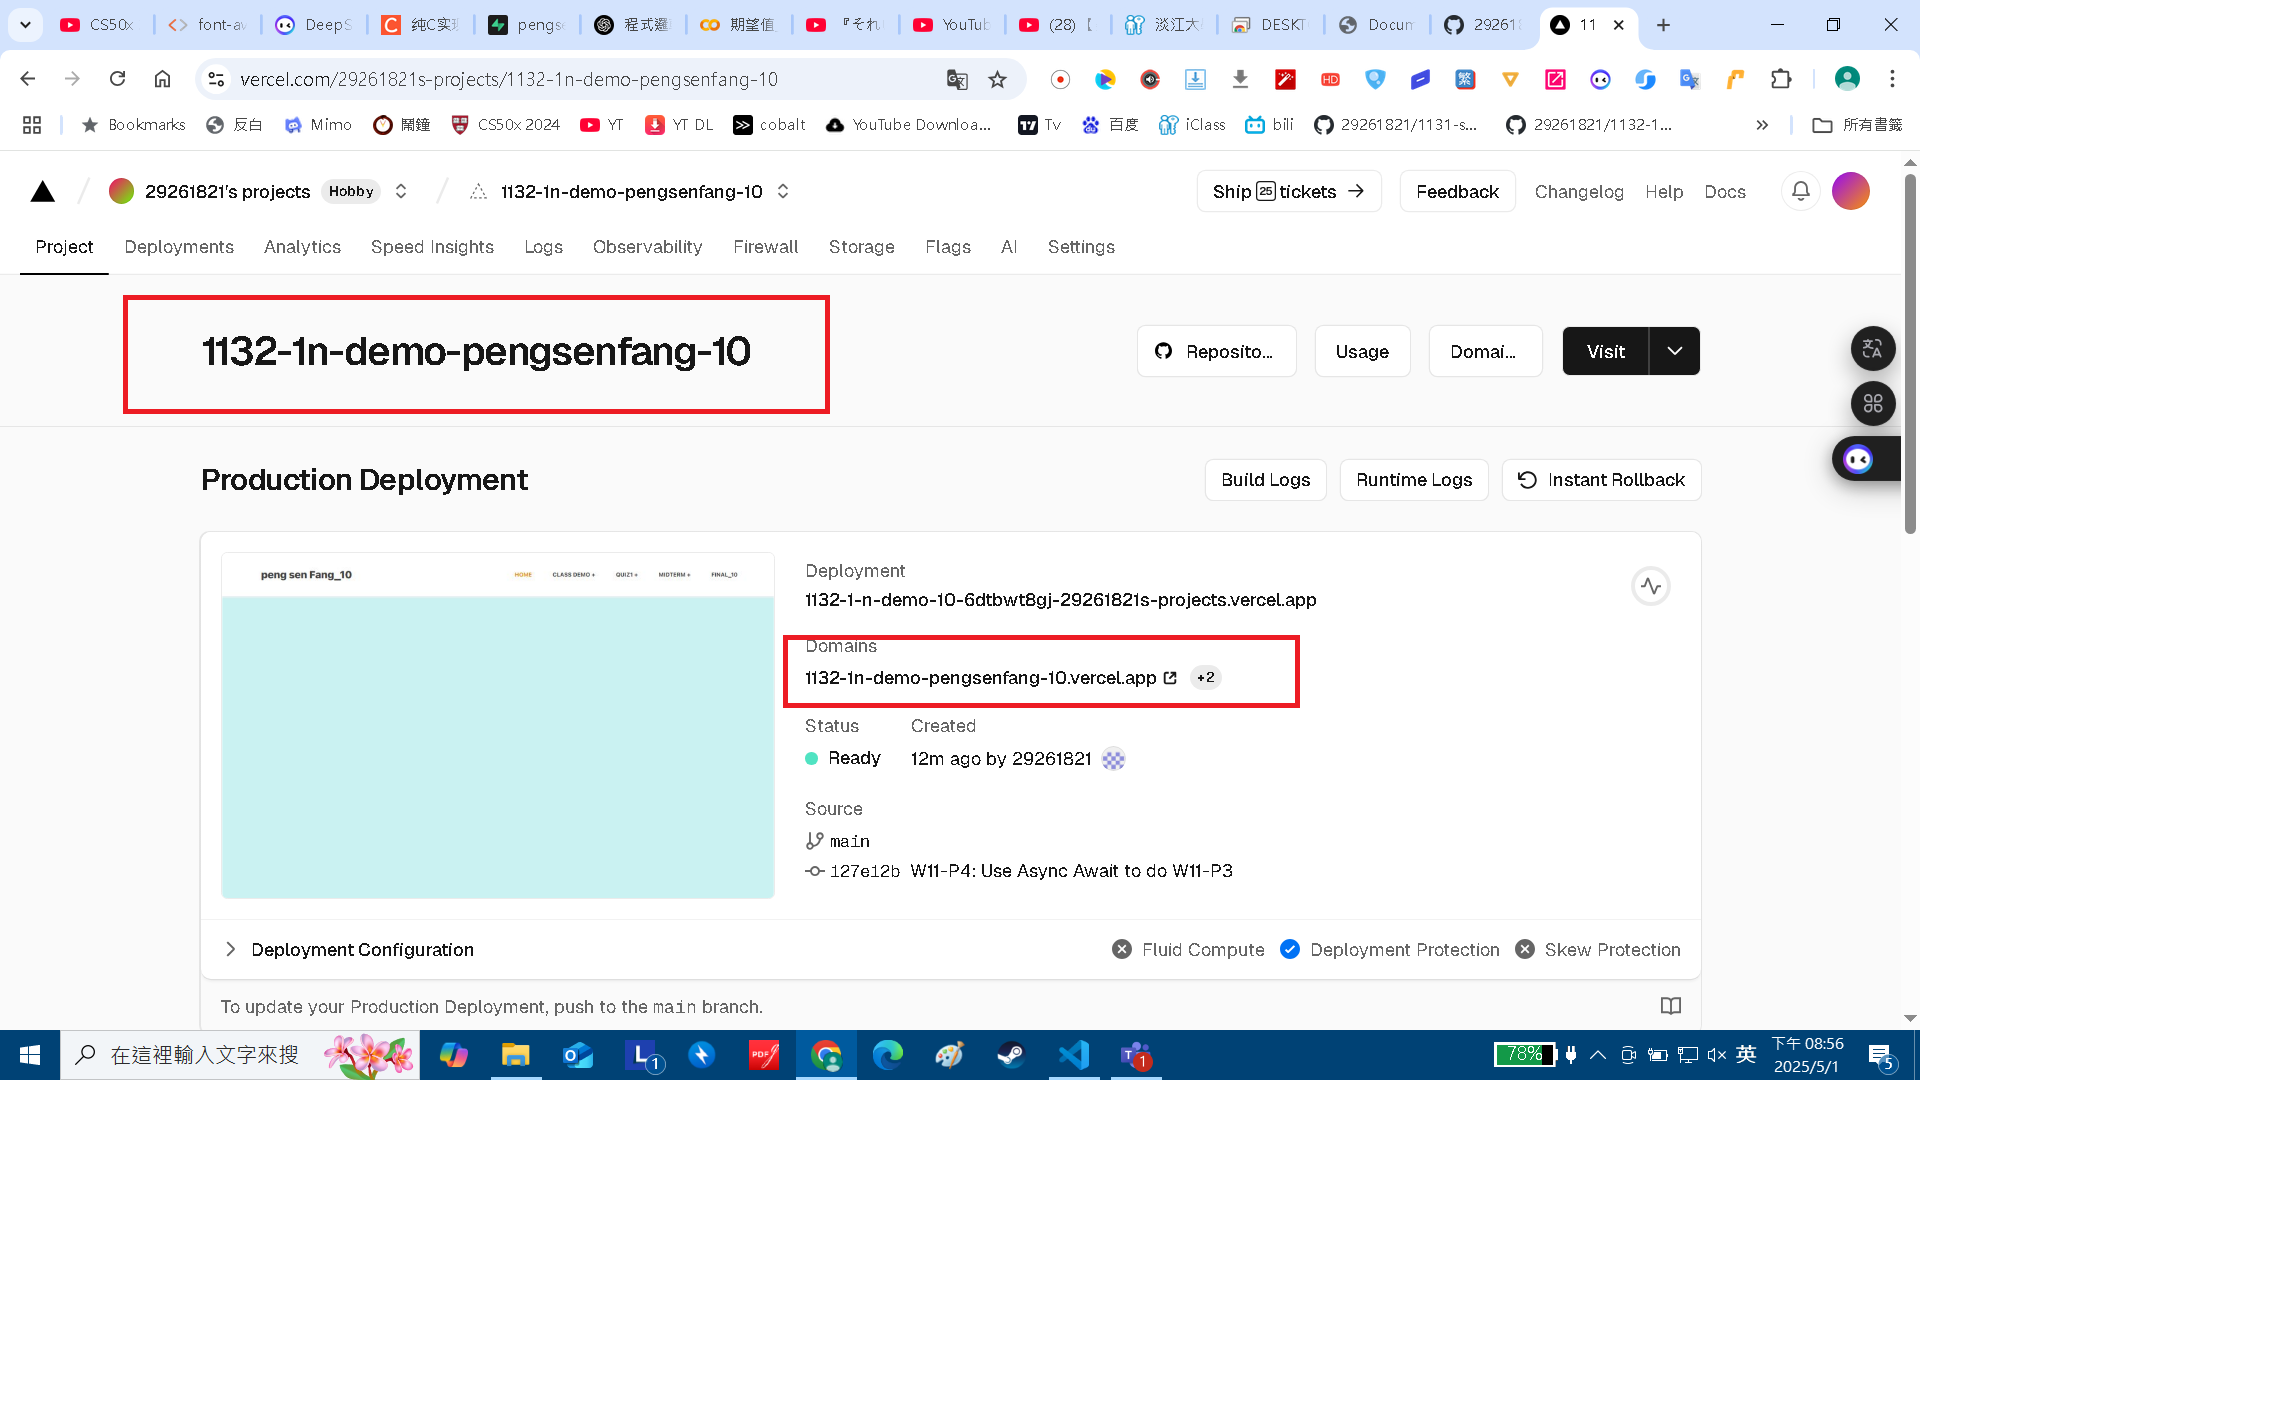 CS50x
font-av
DeepS
纯C实现
pengse
程式邏
期望值_
『それ
YouTub
(28) 【
淡江大
DESKT
Docum
29261
11
vercel.com/29261821s-projects/1132-1n-demo-pengsenfang-10
Bookmarks
反白
Mimo
鬧鐘
CS50x 2024
YT
YT DL
cobalt
YouTube Downloa...
Tv
百度
iClass
bili
29261821/1131-s...
29261821/1132-1...
所有書籤
29261821's projects Hobby
1132-1n-demo-pengsenfang-10
Ship 25 tickets →
Feedback
Changelog
Help
Docs
Project
Deployments
Analytics
Speed Insights
Logs
Observability
Firewall
Storage
Flags
AI
Settings
1132-1n-demo-pengsenfang-10
Reposito...
Usage
Domai...
Visit
Production Deployment
Build Logs
Runtime Logs
Instant Rollback
peng sen Fang_10
HOME
CLASS DEMO +
QUIZ1 +
MIDTERM +
FINAL_10
Deployment
1132-1-n-demo-10-6dtbwt8gj-29261821s-projects.vercel.app
Domains
1132-1n-demo-pengsenfang-10.vercel.app +2
Status
Created
Ready
12m ago by 29261821
Source
main
127e12b W11-P4: Use Async Await to do W11-P3
Deployment Configuration
Fluid Compute
Deployment Protection
Skew Protection
To update your Production Deployment, push to the main branch.
在這裡輸入文字來搜
78%
英
下午 08:56
2025/5/1
5